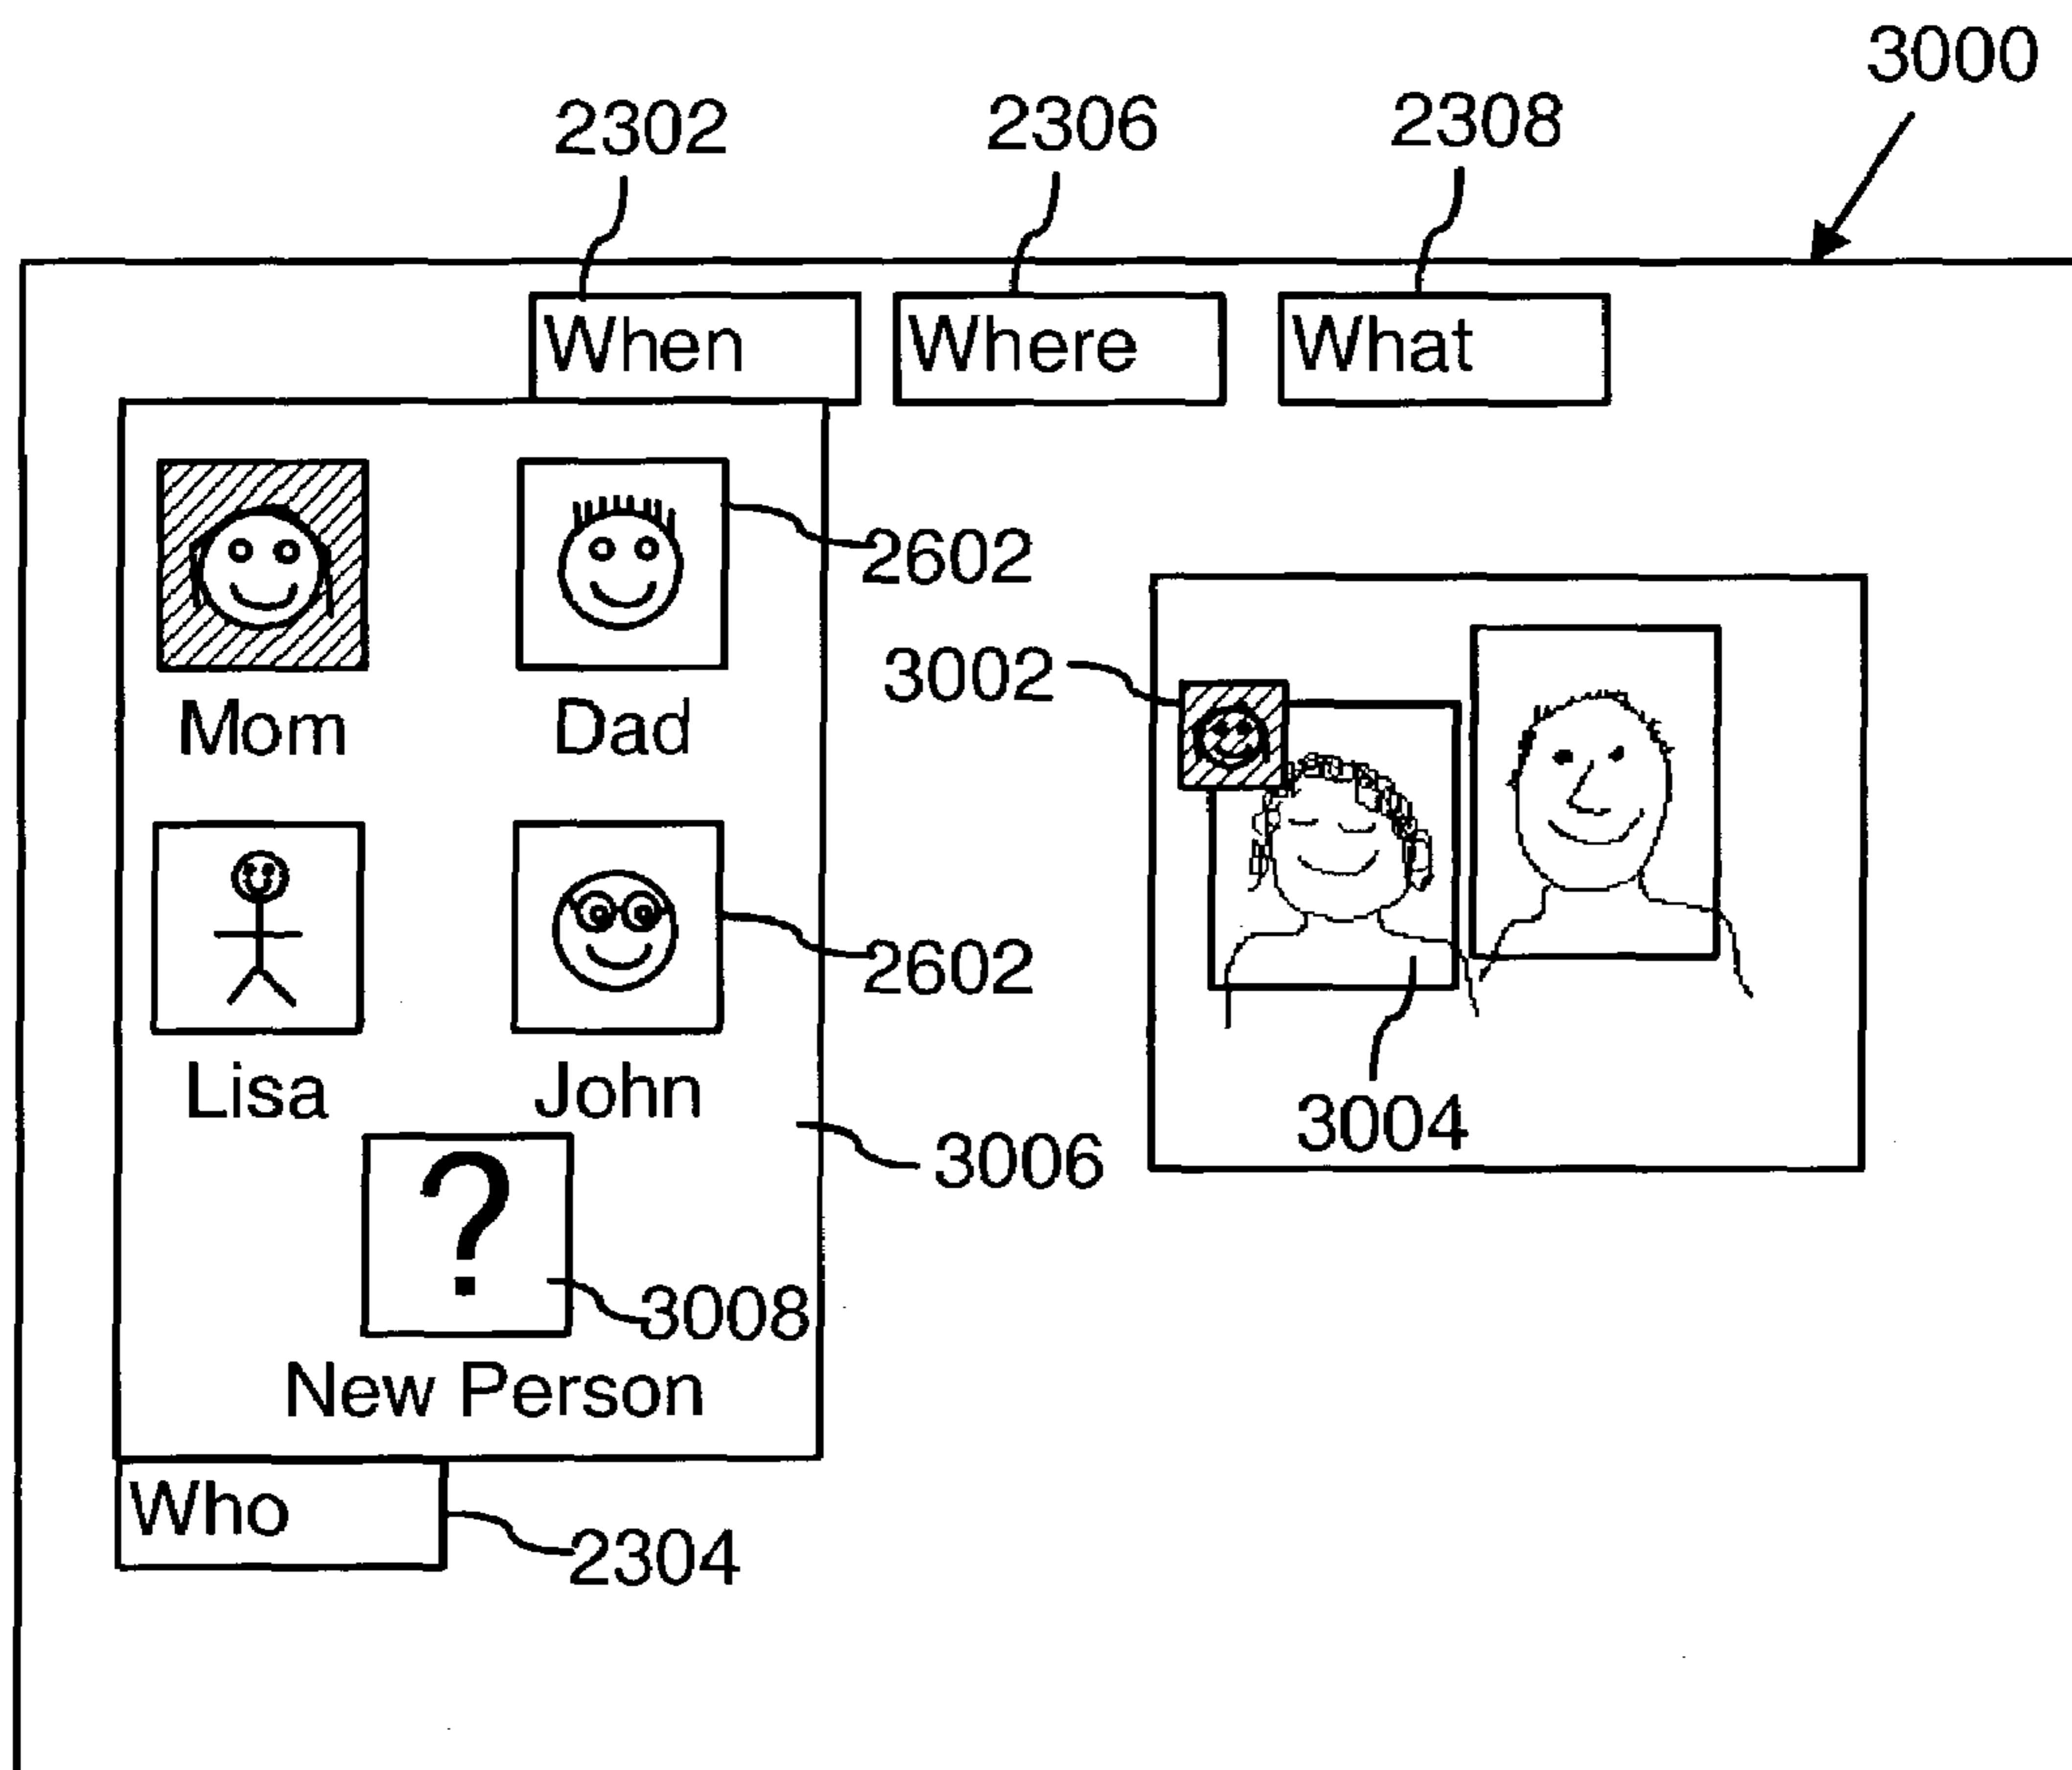 3000
2302 2306 2308
When Where What
2602
3002
Mom Dad
2602
Lisa John
3004
3006
?
3008
New Person
Who
2304